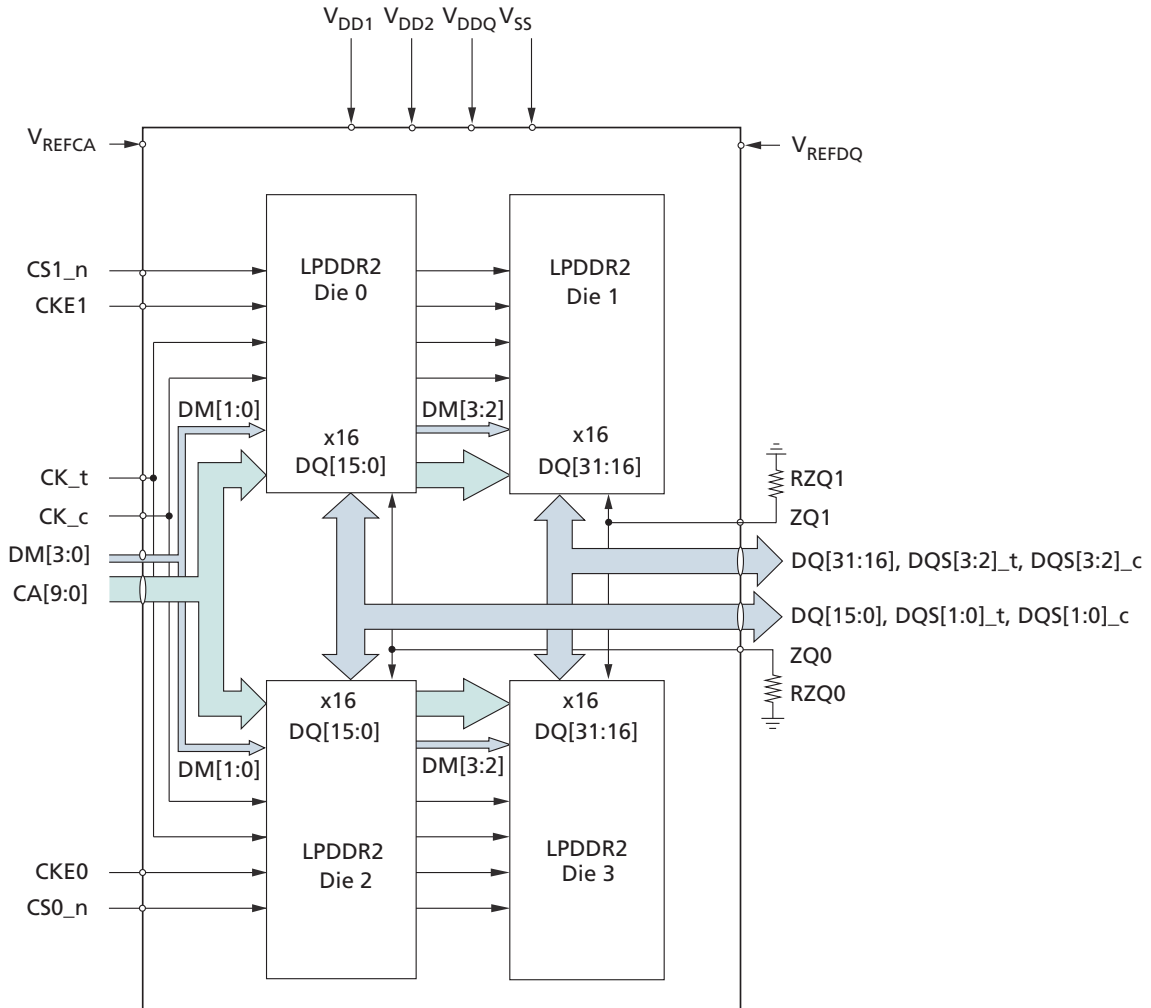 VDD1 VDD2 VDDQ VSS
VREFCA
VREFDQ
CS1_n
CKE1
LPDDR2
Die 0
LPDDR2
Die 1
DM[1:0]
DM[3:2]
x16
DQ[15:0]
x16
DQ[31:16]
CK_t
CK_c
DM[3:0]
CA[9:0]
RZQ1
ZQ1
DQ[31:16], DQS[3:2]_t, DQS[3:2]_c
DQ[15:0], DQS[1:0]_t, DQS[1:0]_c
ZQ0
RZQ0
x16
DQ[15:0]
x16
DQ[31:16]
DM[1:0]
DM[3:2]
LPDDR2
Die 2
LPDDR2
Die 3
CKE0
CS0_n